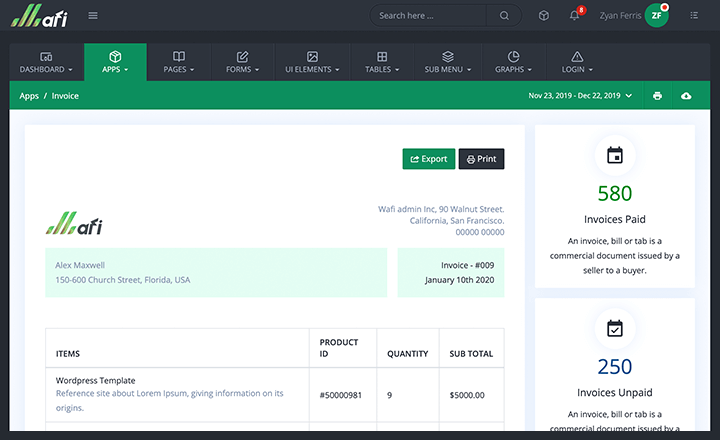 afi
Search here ...
8
Zyan Ferris
ZF
DASHBOARD
APPS
PAGES
FORMS
UI ELEMENTS
TABLES
SUB MENU
GRAPHS
LOGIN
Apps / Invoice
Nov 23, 2019 - Dec 22, 2019
Export
Print
afi
Wafi admin Inc, 90 Walnut Street.
California, San Francisco.
00000 00000
Alex Maxwell
150-600 Church Street, Florida, USA
Invoice - #009
January 10th 2020
ITEMS
PRODUCT
ID
QUANTITY
SUB TOTAL
Wordpress Template
Reference site about Lorem Ipsum, giving information on its
origins.
#50000981
9
$5000.00
580
Invoices Paid
An invoice, bill or tab is a
commercial document issued by a
seller to a buyer.
250
Invoices Unpaid
An invoice, bill or tab is a
commercial document issued by a